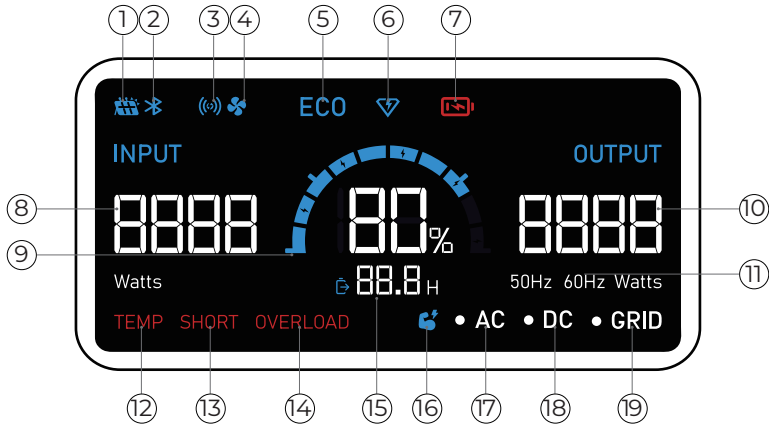 1 2 3 4 5 6 7
ECO
INPUT OUTPUT
8 8888 80% 8888 10
9
Watts 88.8 H 50Hz 60Hz Watts 11
TEMP SHORT OVERLOAD AC DC GRID
12 13 14 15 16 17 18 19